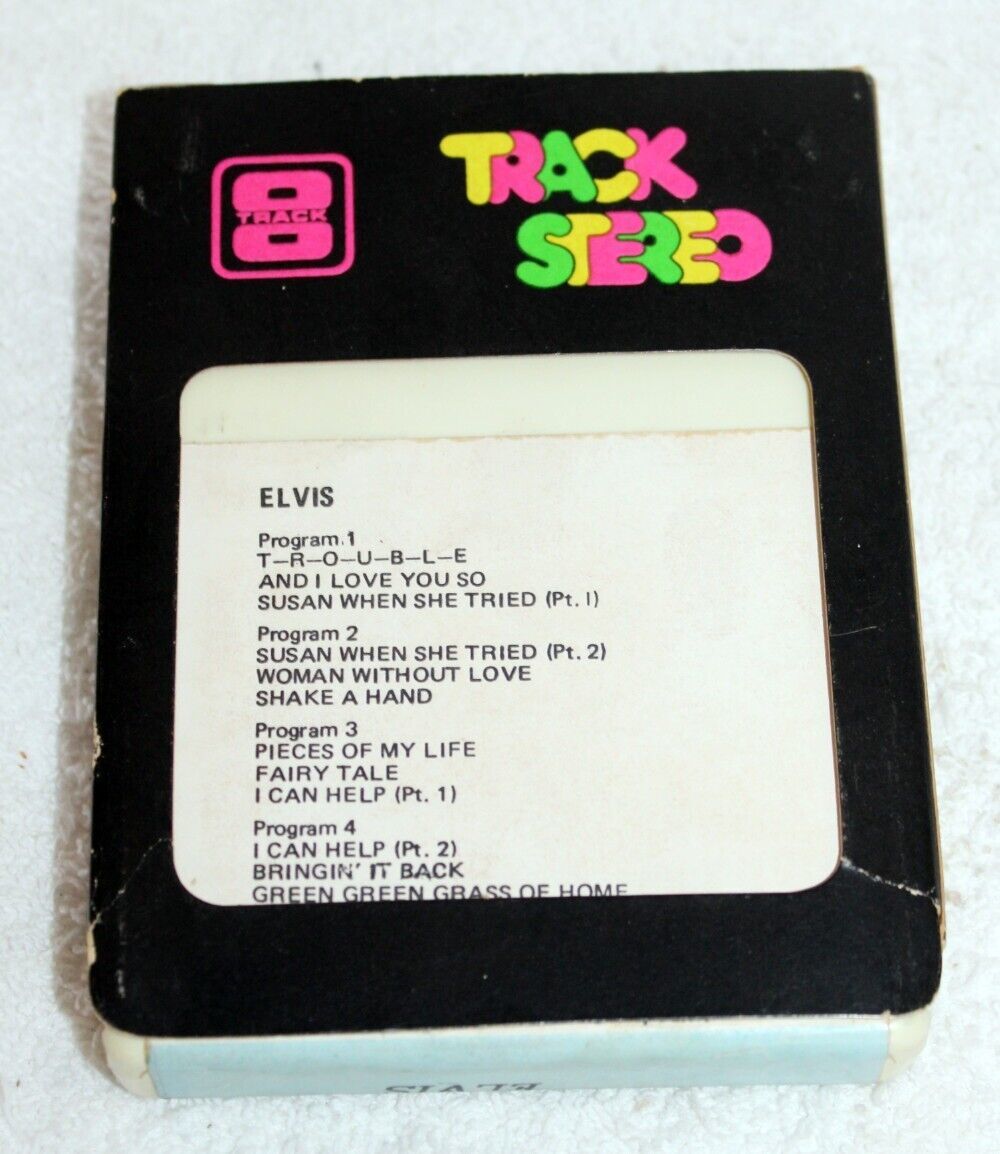 8 TRACK
TRACK
STEREO
ELVIS
Program 1
T–R–O–U–B–L–E
AND I LOVE YOU SO
SUSAN WHEN SHE TRIED (Pt. I)
Program 2
SUSAN WHEN SHE TRIED (Pt. 2)
WOMAN WITHOUT LOVE
SHAKE A HAND
Program 3
PIECES OF MY LIFE
FAIRY TALE
I CAN HELP (Pt. 1)
Program 4
I CAN HELP (Pt. 2)
BRINGIN' IT BACK
GREEN GREEN GRASS OF HOME
ELVIS